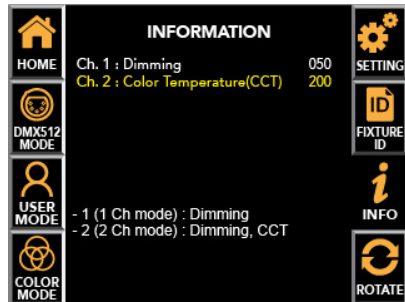 INFORMATION
HOME
Ch. 1 : Dimming 050
SETTING
Ch. 2 : Color Temperature(CCT) 200
DMX512
MODE
ID
FIXTURE
ID
USER
MODE
- 1 (1 Ch mode) : Dimming
- 2 (2 Ch mode) : Dimming, CCT
INFO
COLOR
MODE
ROTATE